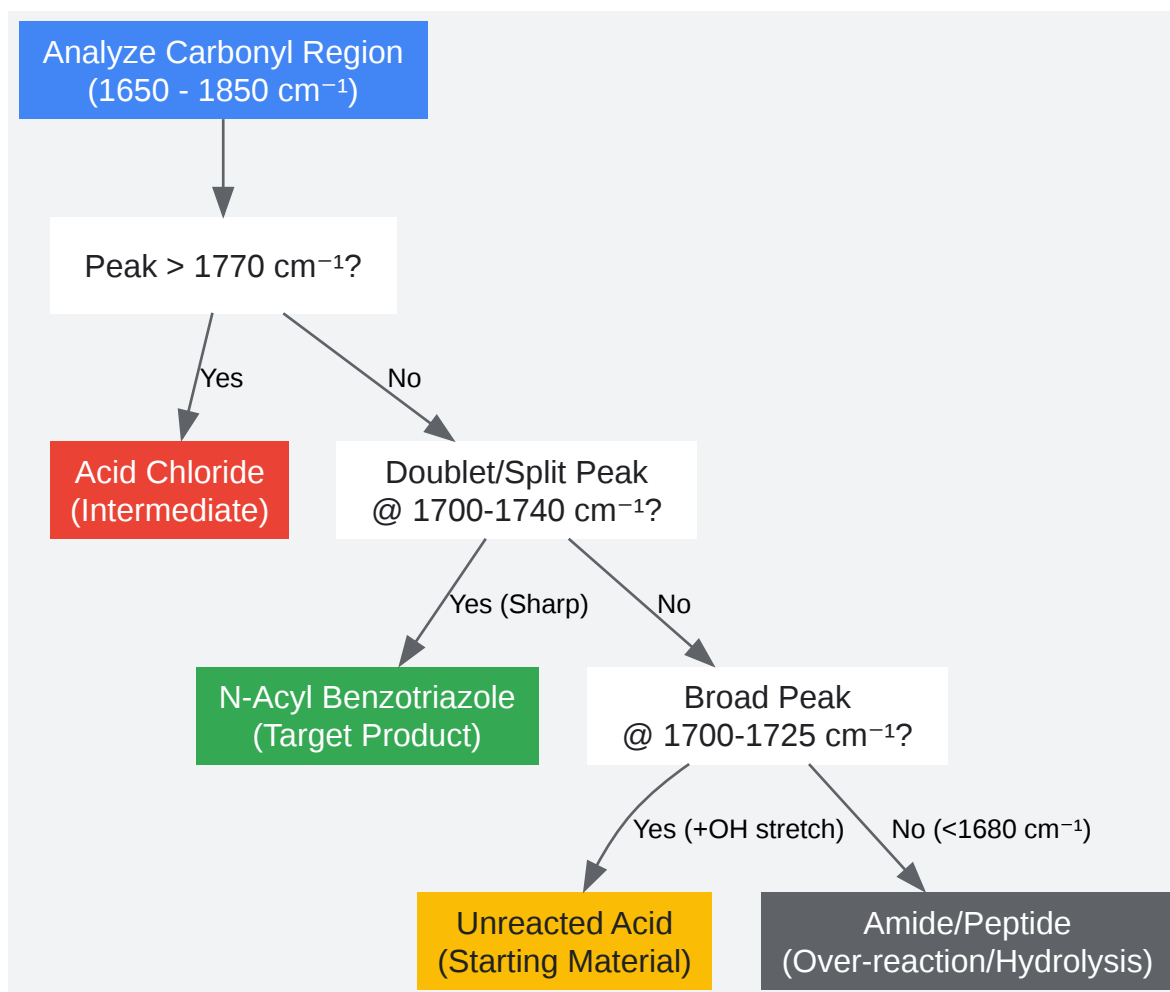 Analyze Carbonyl Region
(1650 - 1850 cm⁻¹)
Peak > 1770 cm⁻¹?
Yes
No
Acid Chloride
(Intermediate)
Doublet/Split Peak
@ 1700-1740 cm⁻¹?
Yes (Sharp)
No
N-Acyl Benzotriazole
(Target Product)
Broad Peak
@ 1700-1725 cm⁻¹?
Yes (+OH stretch)
No (<1680 cm⁻¹)
Unreacted Acid
(Starting Material)
Amide/Peptide
(Over-reaction/Hydrolysis)